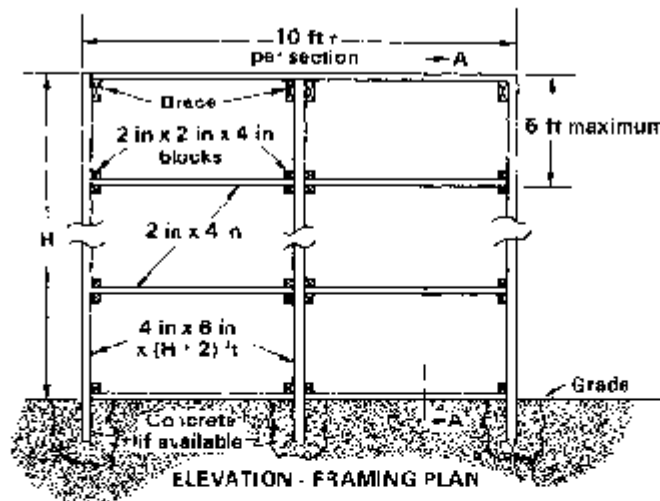 10 ft
per section
A
Brace
2 in x 2 in x 4 in
blocks
6 ft maximum
H
2 in x 4 in
4 in x 6 in
x (H + 2) ft
Grade
Concrete
if available
A
ELEVATION - FRAMING PLAN